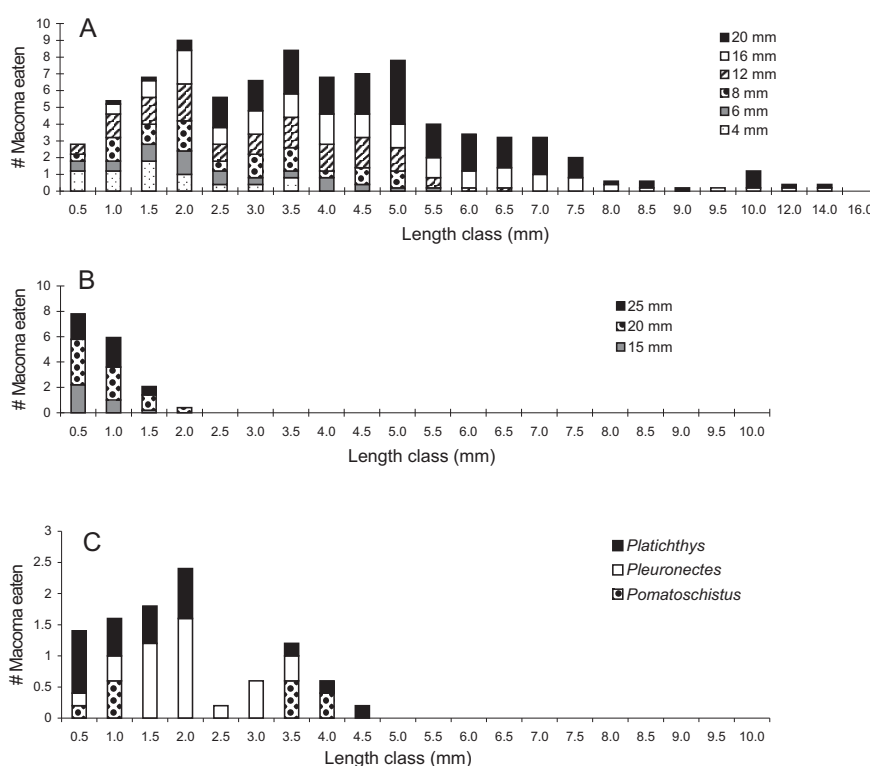 A
10
9
8
7
6
5
4
3
2
1
0
# Macoma eaten
20 mm
16 mm
12 mm
8 mm
6 mm
4 mm
0.5 1.0 1.5 2.0 2.5 3.0 3.5 4.0 4.5 5.0 5.5 6.0 6.5 7.0 7.5 8.0 8.5 9.0 9.5 10.0 12.0 14.0 16.0
Length class (mm)
B
10
8
6
4
2
0
# Macoma eaten
25 mm
20 mm
15 mm
0.5 1.0 1.5 2.0 2.5 3.0 3.5 4.0 4.5 5.0 5.5 6.0 6.5 7.0 7.5 8.0 8.5 9.0 9.5 10.0
Length class (mm)
C
3
2.5
2
1.5
1
0.5
0
# Macoma eaten
Platichthys
Pleuronectes
Pomatoschistus
0.5 1.0 1.5 2.0 2.5 3.0 3.5 4.0 4.5 5.0 5.5 6.0 6.5 7.0 7.5 8.0 8.5 9.0 9.5 10.0
Length class (mm)